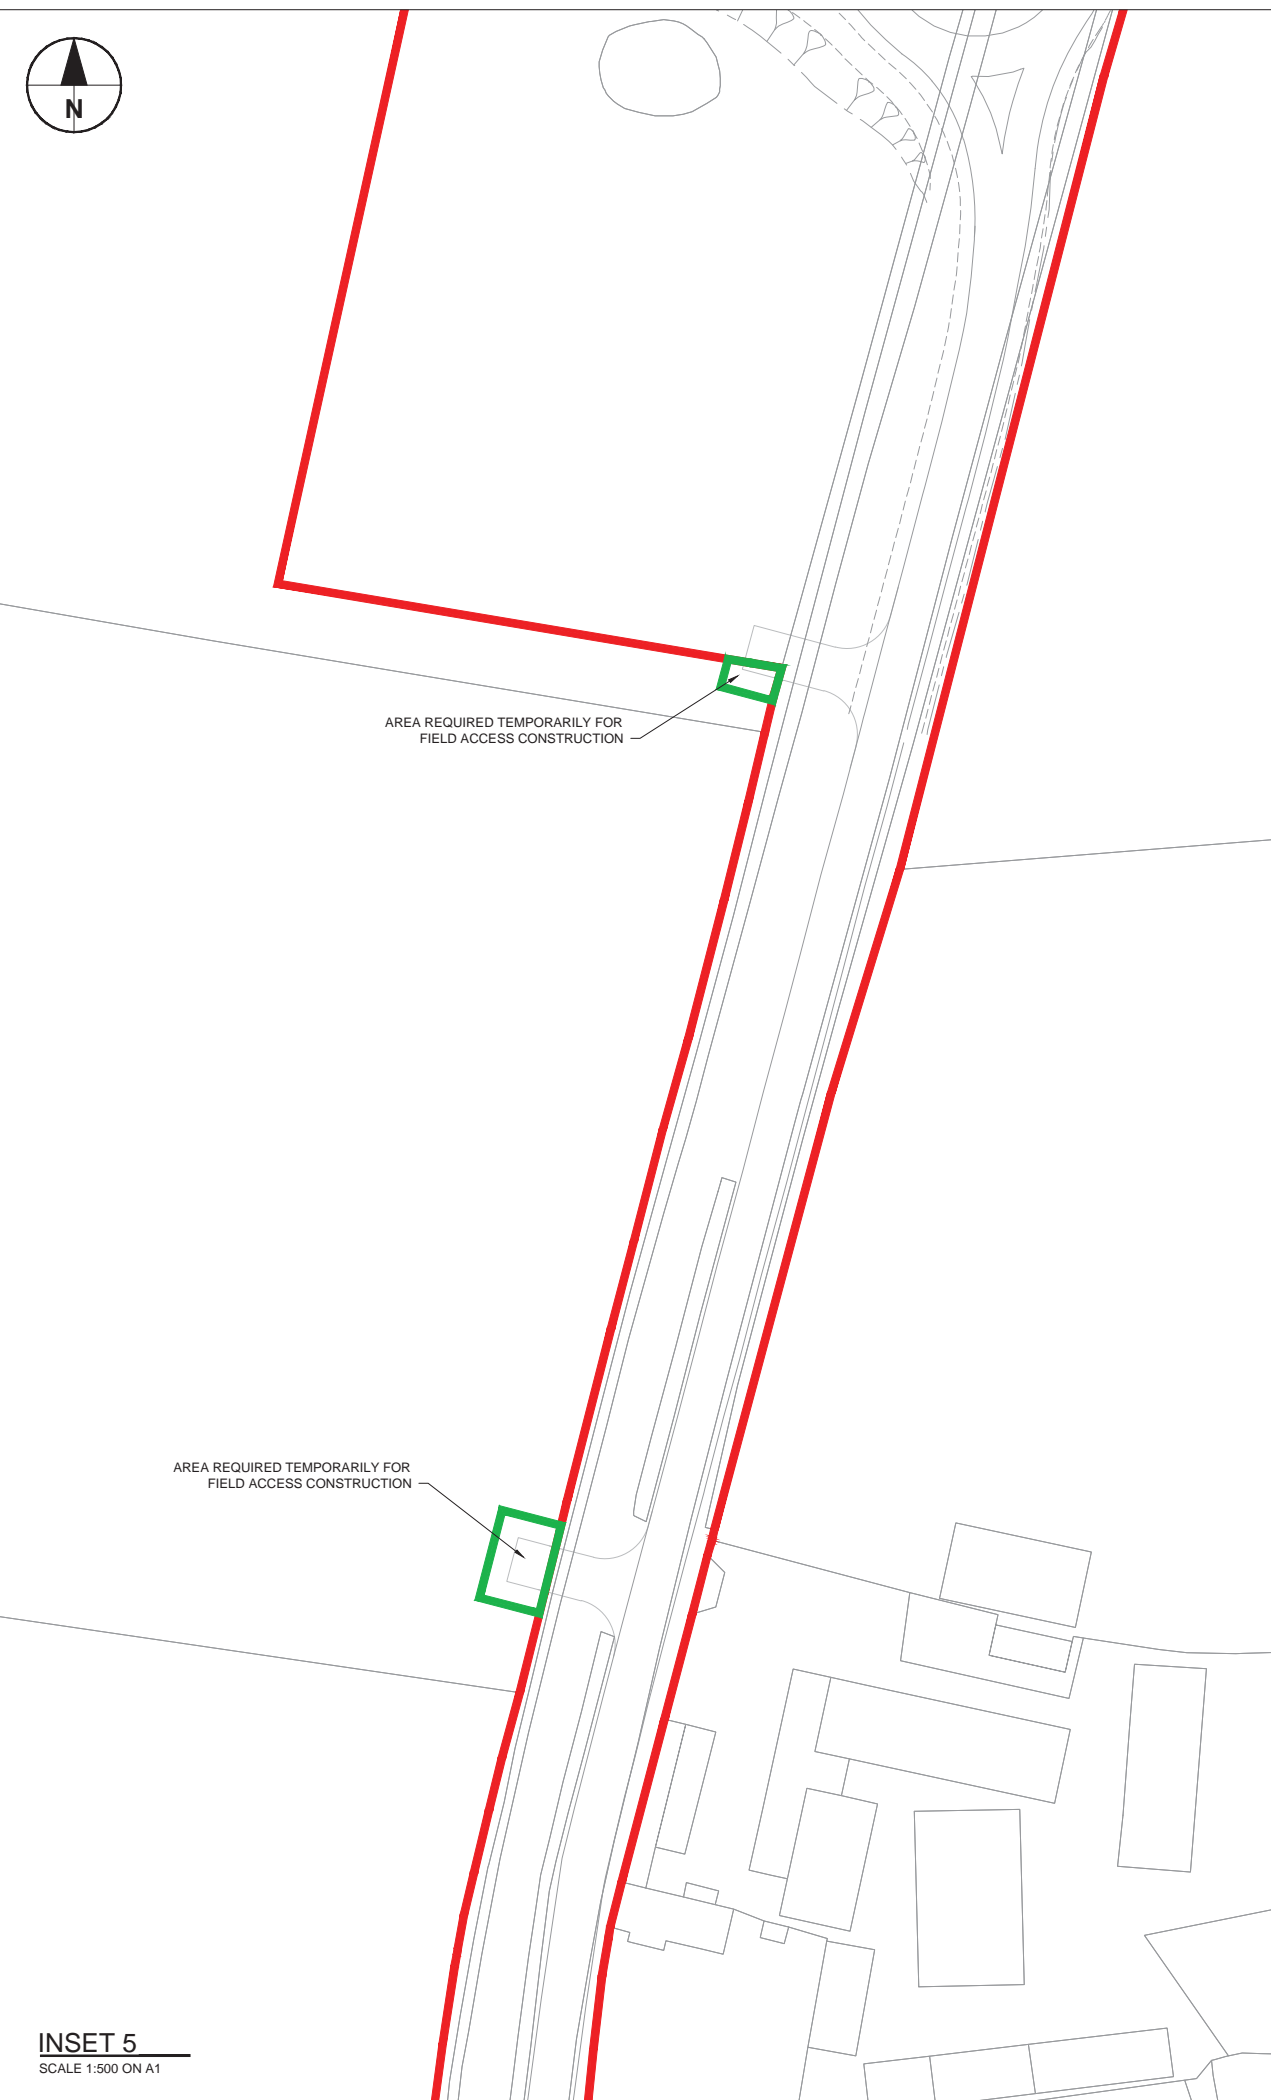 N
AREA REQUIRED TEMPORARILY FOR
FIELD ACCESS CONSTRUCTION
AREA REQUIRED TEMPORARILY FOR
FIELD ACCESS CONSTRUCTION
INSET 5
SCALE 1:500 ON A1